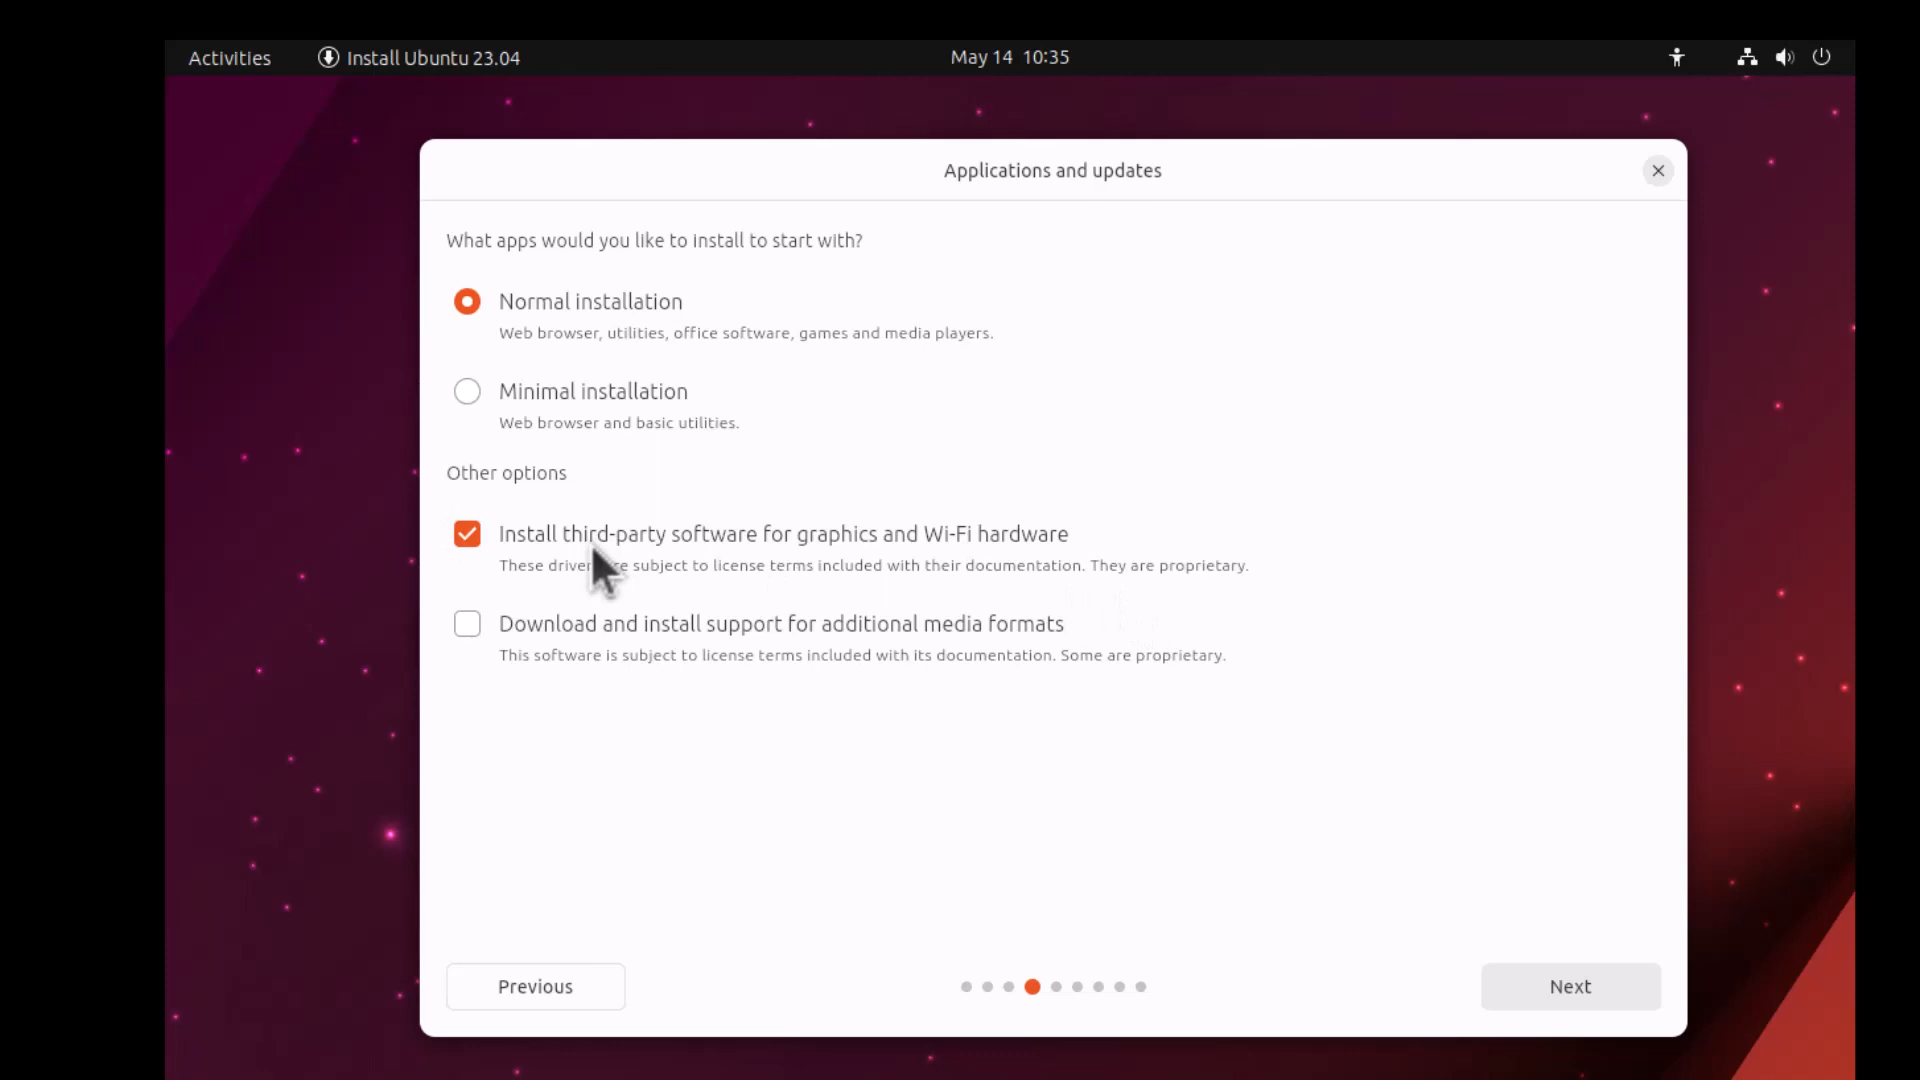 Activities Install Ubuntu 23.04 May 14 10:35
Applications and updates
What apps would you like to install to start with?
Normal installation
Web browser, utilities, office software, games and media players.
Minimal installation
Web browser and basic utilities.
Other options
Install third-party software for graphics and Wi-Fi hardware
These subject to license terms included with their documentation. They are proprietary.
Download and install support for additional media formats
This software is subject to license terms included with its documentation. Some are proprietary.
Previous Next